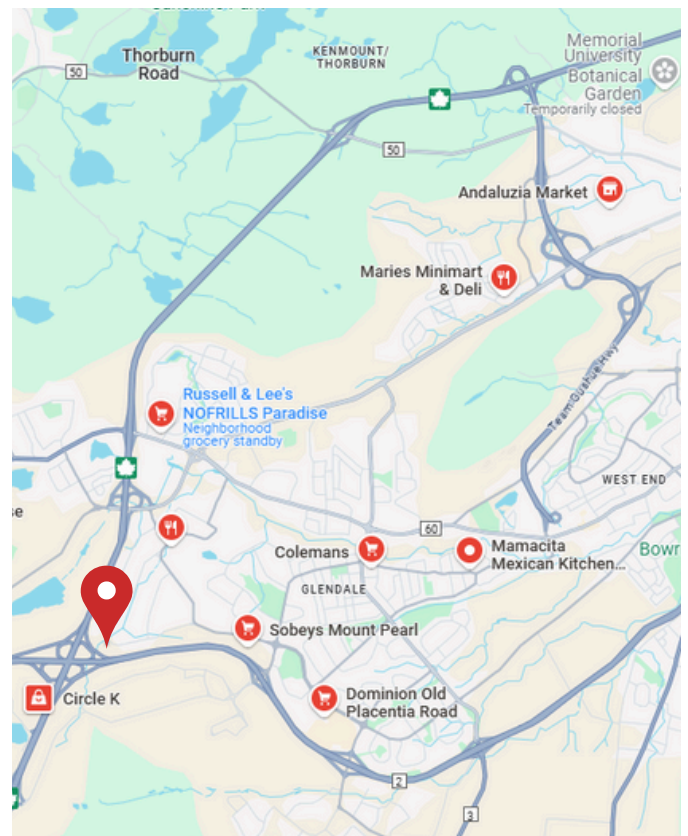 Thorburn
Road
KENMOUNT/
THORBURN
Memorial
University
Botanical
Garden
Temporarily closed
50
50
Andaluzia Market
Maries Minimart
& Deli
Russell & Lee's
NOFRILLS Paradise
Neighborhood
grocery standby
Team Gushue Hwy
WEST END
se
60
Colemans
Mamacita
Mexican Kitchen...
Bowr
GLENDALE
Sobeys Mount Pearl
Circle K
Dominion Old
Placentia Road
2
3